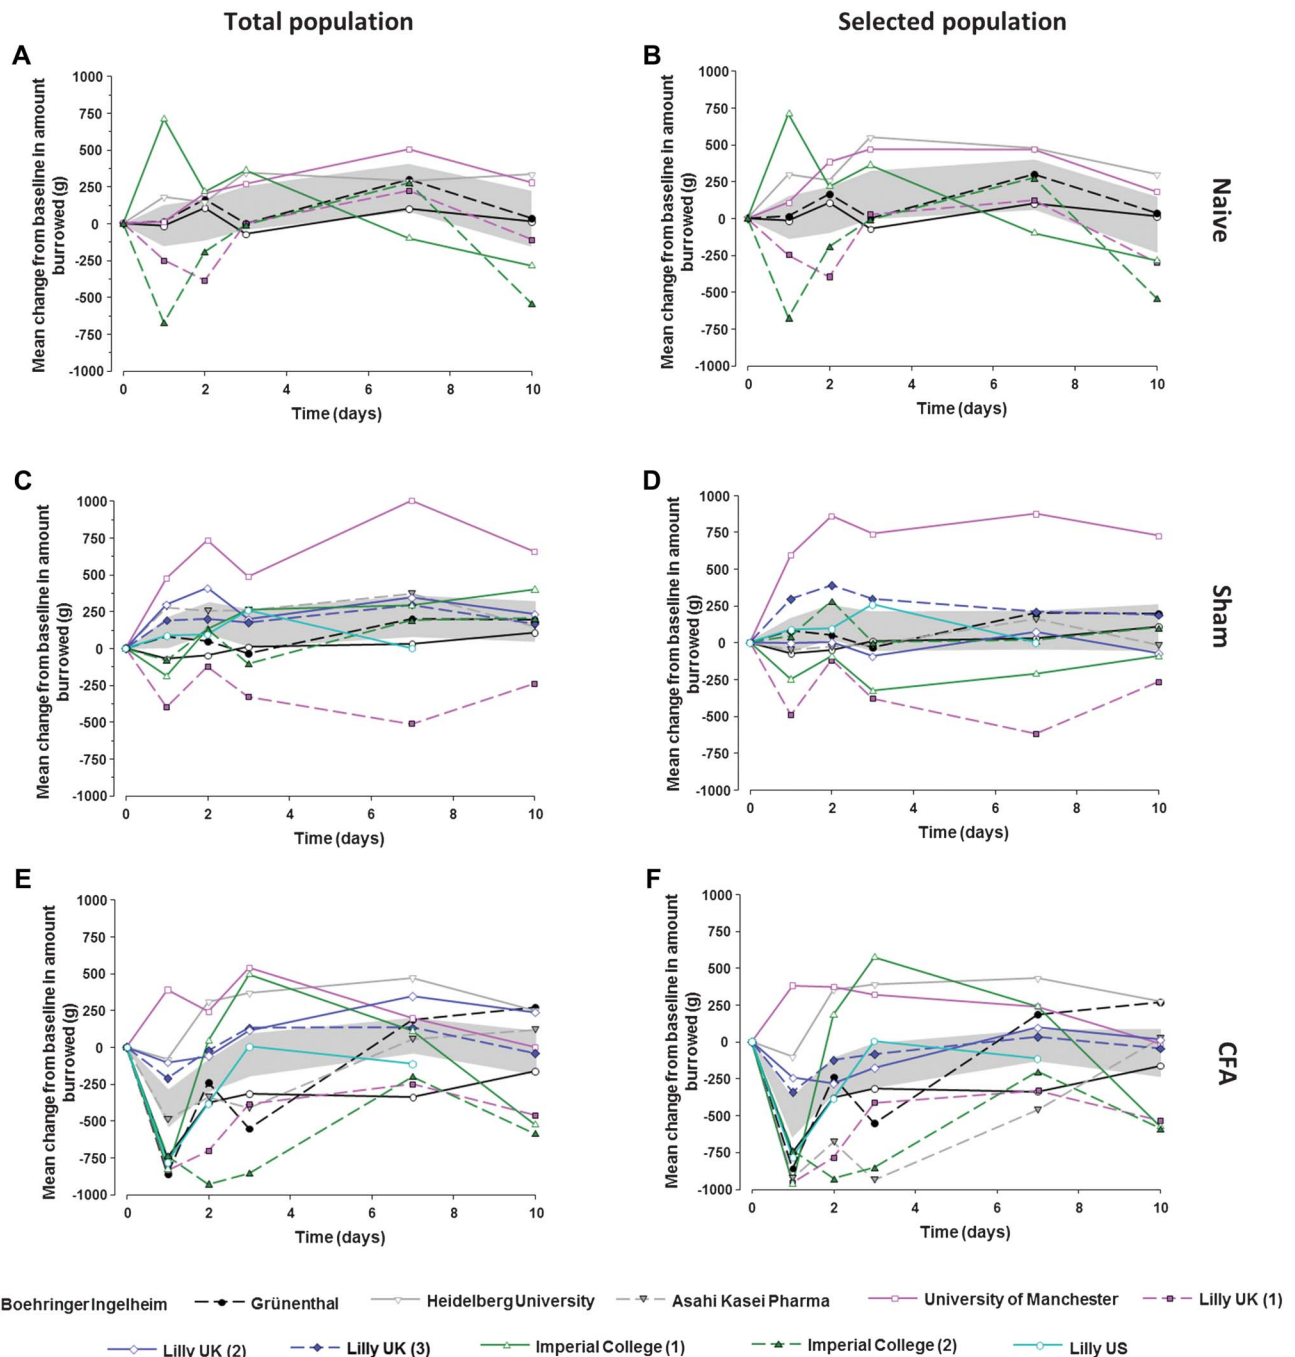 Total population
Selected population
A
B
1000
750
500
250
0
-250
-500
-750
-1000
Mean change from baseline in amount
burrowed (g)
0 2 4 6 8 10
Time (days)
1000
750
500
250
0
-250
-500
-750
-1000
Mean change from baseline in amount
burrowed (g)
0 2 4 6 8 10
Time (days)
Naive
C
D
1000
750
500
250
0
-250
-500
-750
-1000
Mean change from baseline in amount
burrowed (g)
0 2 4 6 8 10
Time (days)
1000
750
500
250
0
-250
-500
-750
-1000
Mean change from baseline in amount
burrowed (g)
0 2 4 6 8 10
Time (days)
Sham
E
F
1000
750
500
250
0
-250
-500
-750
-1000
Mean change from baseline in amount
burrowed (g)
0 2 4 6 8 10
Time (days)
1000
750
500
250
0
-250
-500
-750
-1000
Mean change from baseline in amount
burrowed (g)
0 2 4 6 8 10
Time (days)
CFA
Boehringer Ingelheim Grünenthal Heidelberg University Asahi Kasei Pharma University of Manchester Lilly UK (1)
Lilly UK (2) Lilly UK (3) Imperial College (1) Imperial College (2) Lilly US